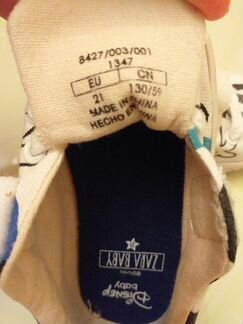 8427/003/001
1347
EU CN
21 130/59
MADE IN CHINA
HECHO EN CHINA
ZARA BABY
Disney
baby